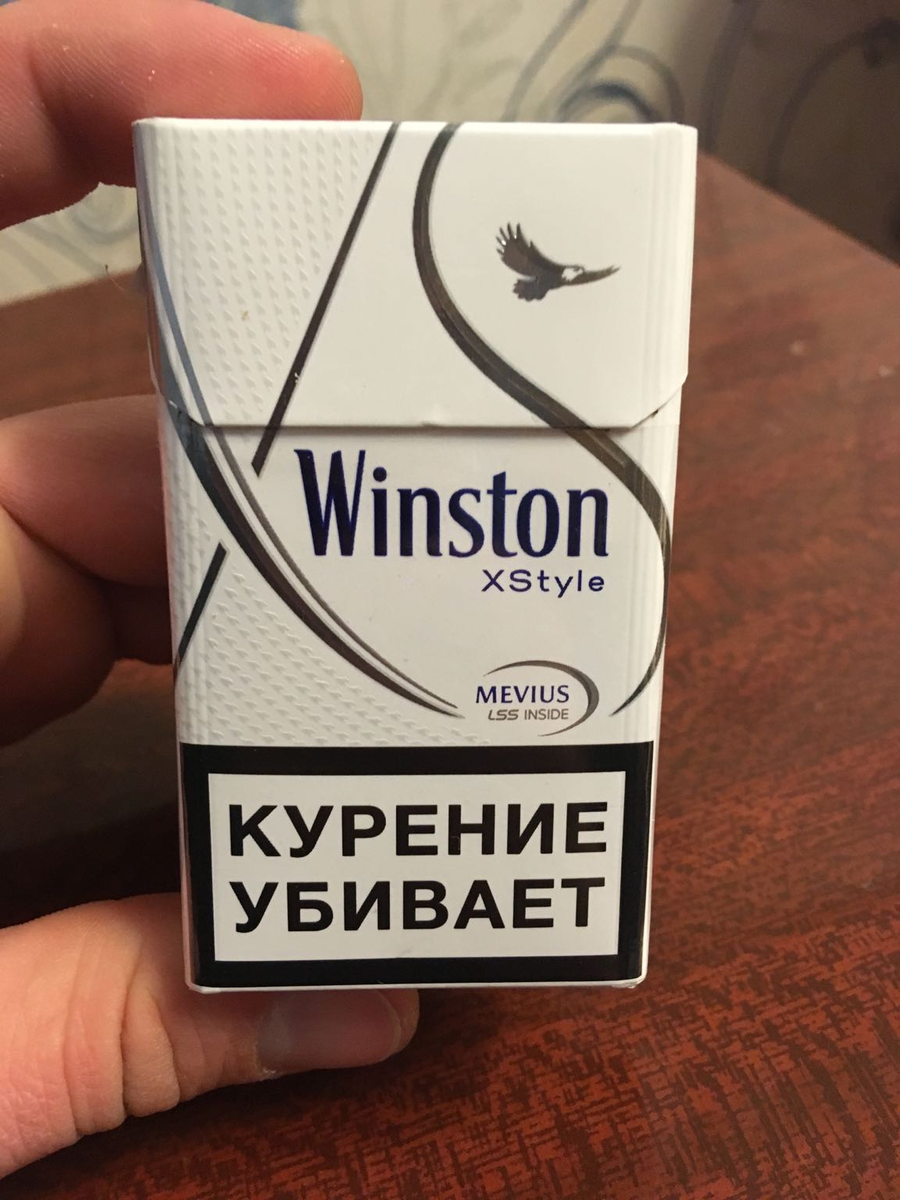 Winston
XStyle
MEVIUS
LSS INSIDE
КУРЕНИЕ
УБИВАЕТ